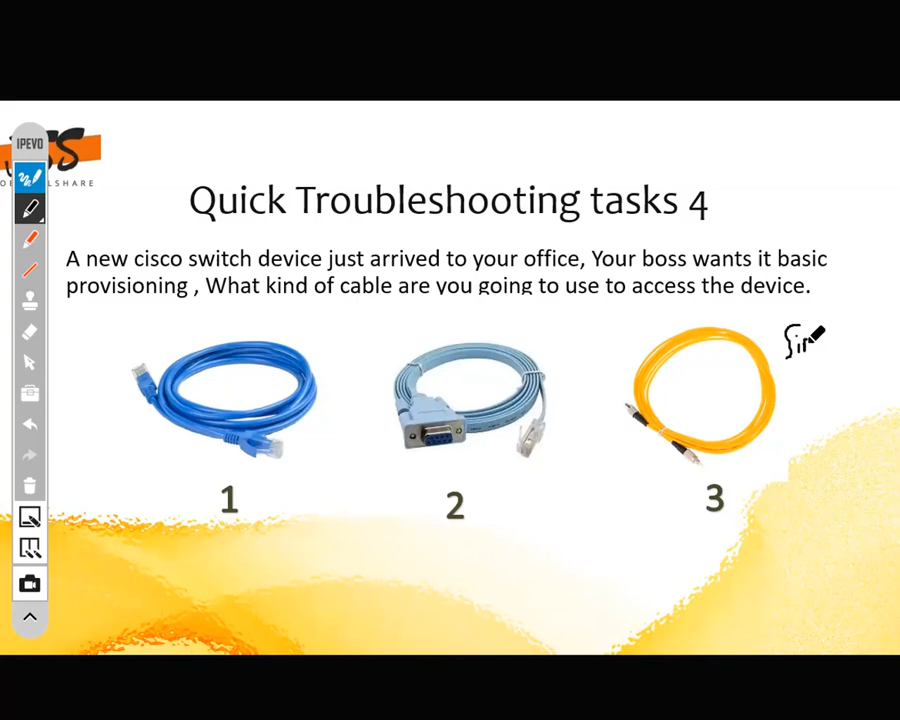 IPEVO
Quick Troubleshooting tasks 4
A new cisco switch device just arrived to your office, Your boss wants it basic
provisioning , What kind of cable are you going to use to access the device.
1
2
3